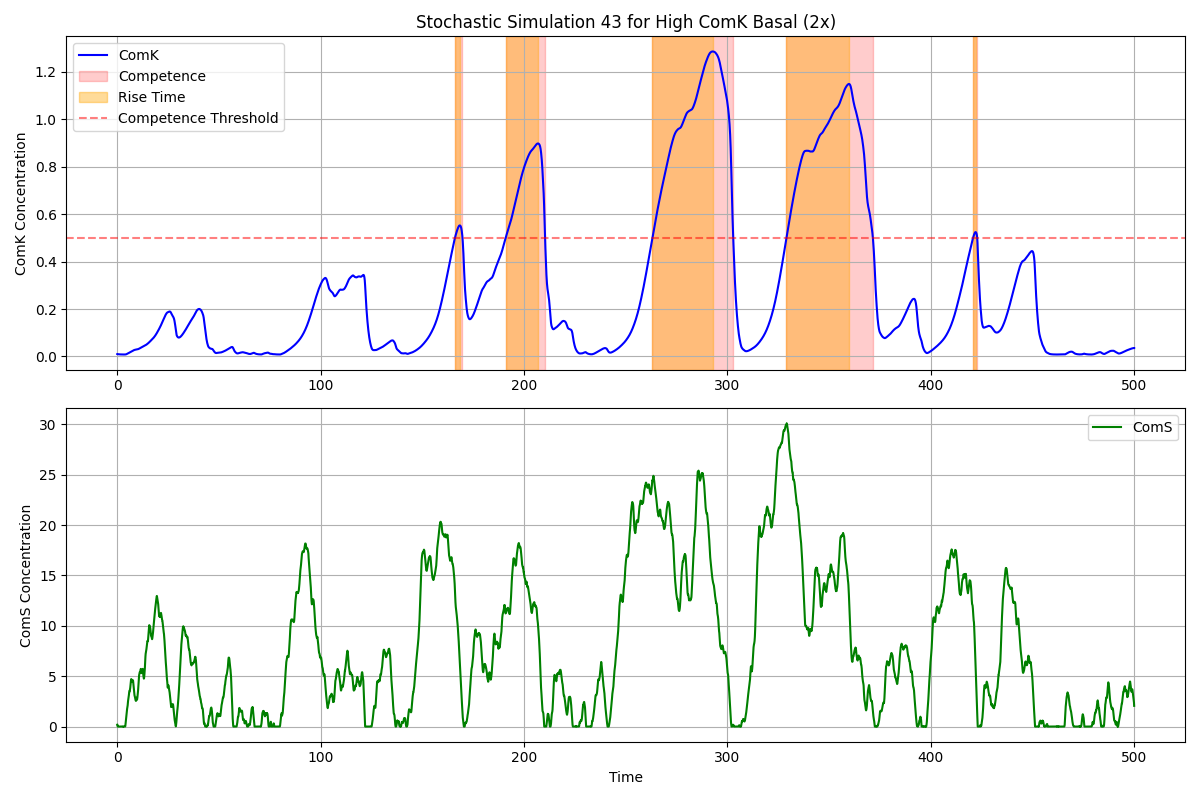 Stochastic Simulation 43 for High ComK Basal (2x)
ComK
Competence
Rise Time
Competence Threshold
ComK Concentration
1.2
1.0
0.8
0.6
0.4
0.2
0.0
0 100 200 300 400 500
ComS
ComS Concentration
30
25
20
15
10
5
0
0 100 200 300 400 500
Time